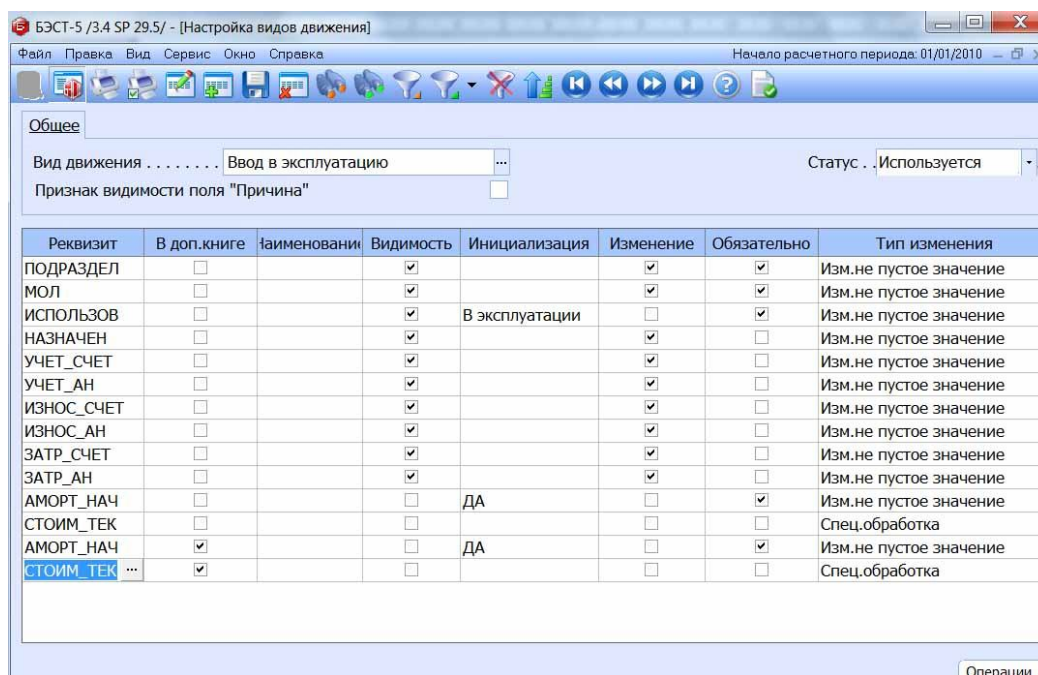 БЭСТ-5 /3.4 SP 29.5/ - [Настройка видов движения]
Файл Правка Вид Сервис Окно Справка Начало расчетного периода: 01/01/2010
Общее
Вид движения . . . . . . . . Ввод в эксплуатацию ... Статус . . Используется
Признак видимости поля "Причина"
Реквизит В доп.книге Наименование Видимость Инициализация Изменение Обязательно Тип изменения
ПОДРАЗДЕЛ Изм.не пустое значение
МОЛ Изм.не пустое значение
ИСПОЛЬЗОВ В эксплуатации Изм.не пустое значение
НАЗНАЧЕН Изм.не пустое значение
УЧЕТ_СЧЕТ Изм.не пустое значение
УЧЕТ_АН Изм.не пустое значение
ИЗНОС_СЧЕТ Изм.не пустое значение
ИЗНОС_АН Изм.не пустое значение
ЗАТР_СЧЕТ Изм.не пустое значение
ЗАТР_АН Изм.не пустое значение
АМОРТ_НАЧ ДА Изм.не пустое значение
СТОИМ_ТЕК Спец.обработка
АМОРТ_НАЧ ДА Изм.не пустое значение
СТОИМ_ТЕК ... Спец.обработка
Операции